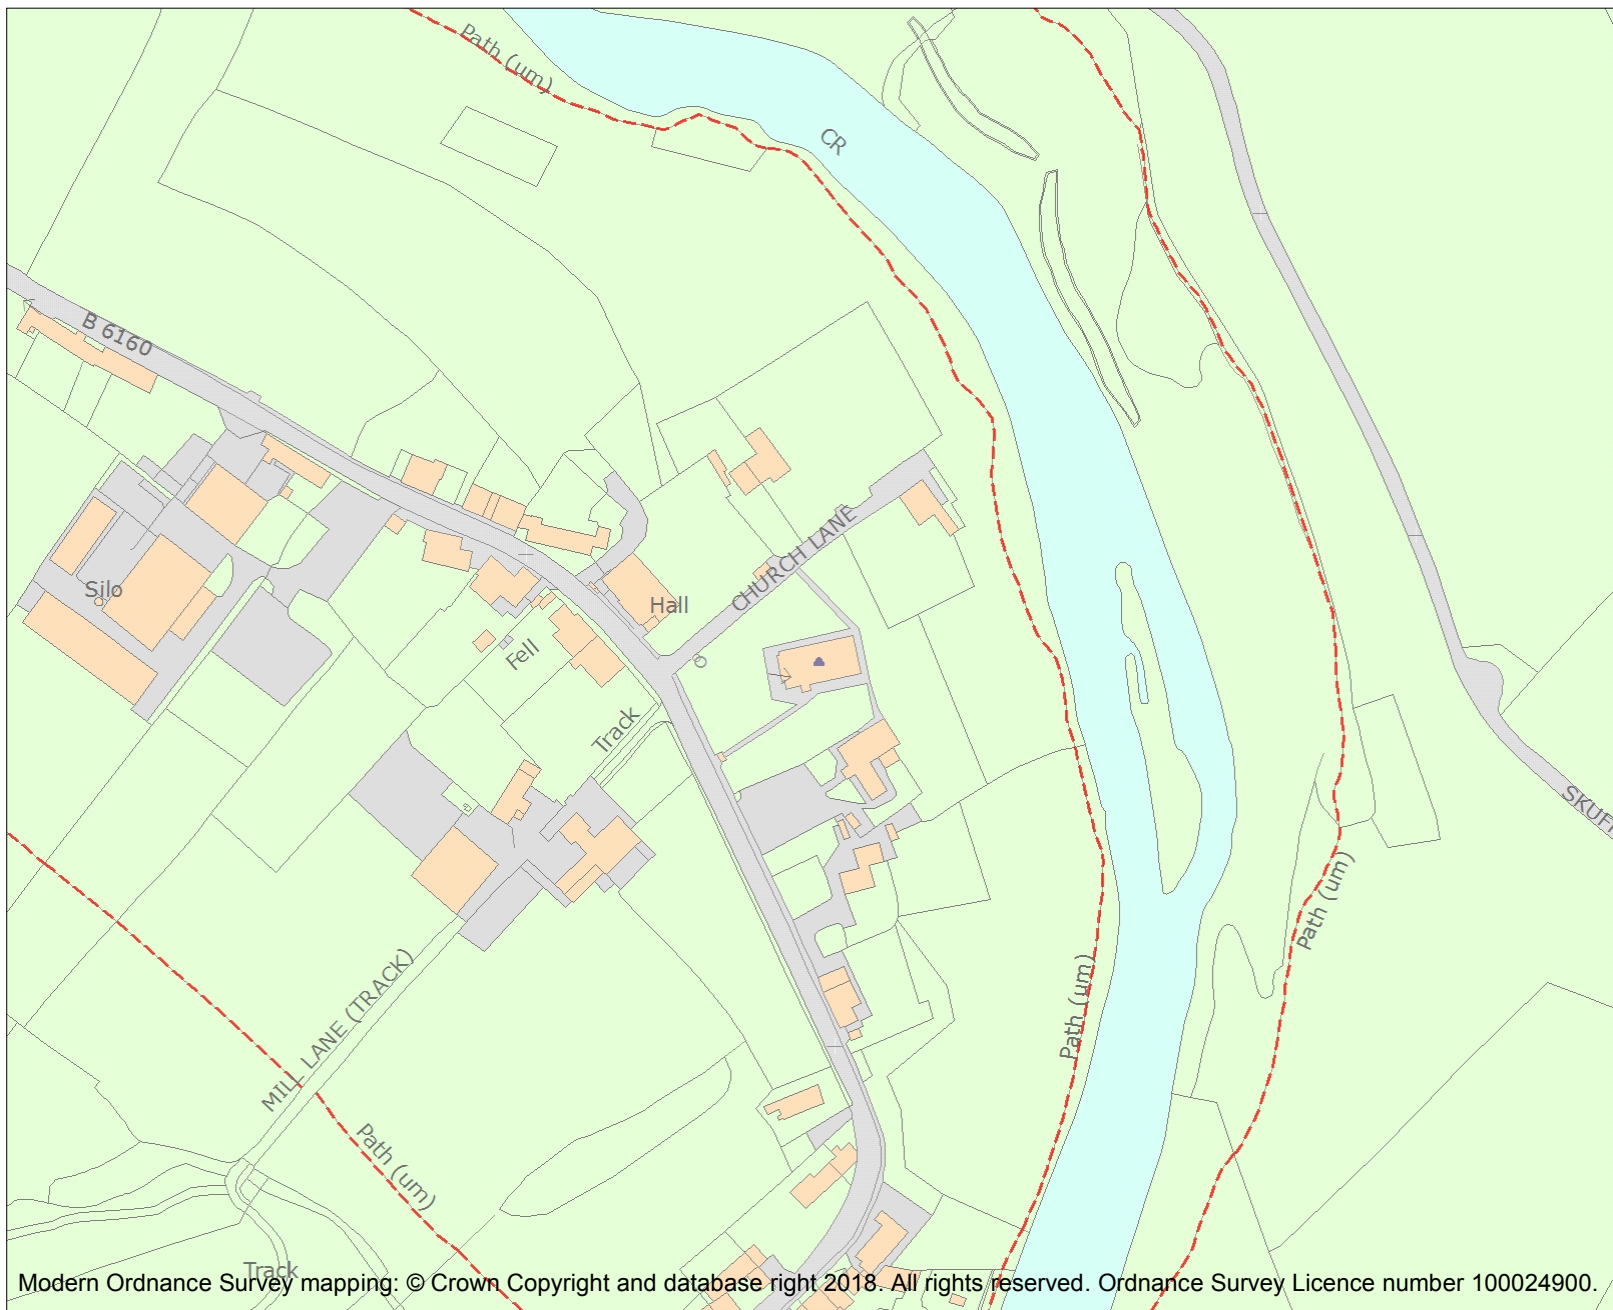 Path (um)
CR
B 6160
CHURCH LANE
Silo
Hall
Fell
Track
SKUF
Path (um)
Path (um)
MILL LANE (TRACK)
Path (um)
Track
Modern Ordnance Survey mapping: © Crown Copyright and database right 2018. All rights reserved. Ordnance Survey Licence number 100024900.